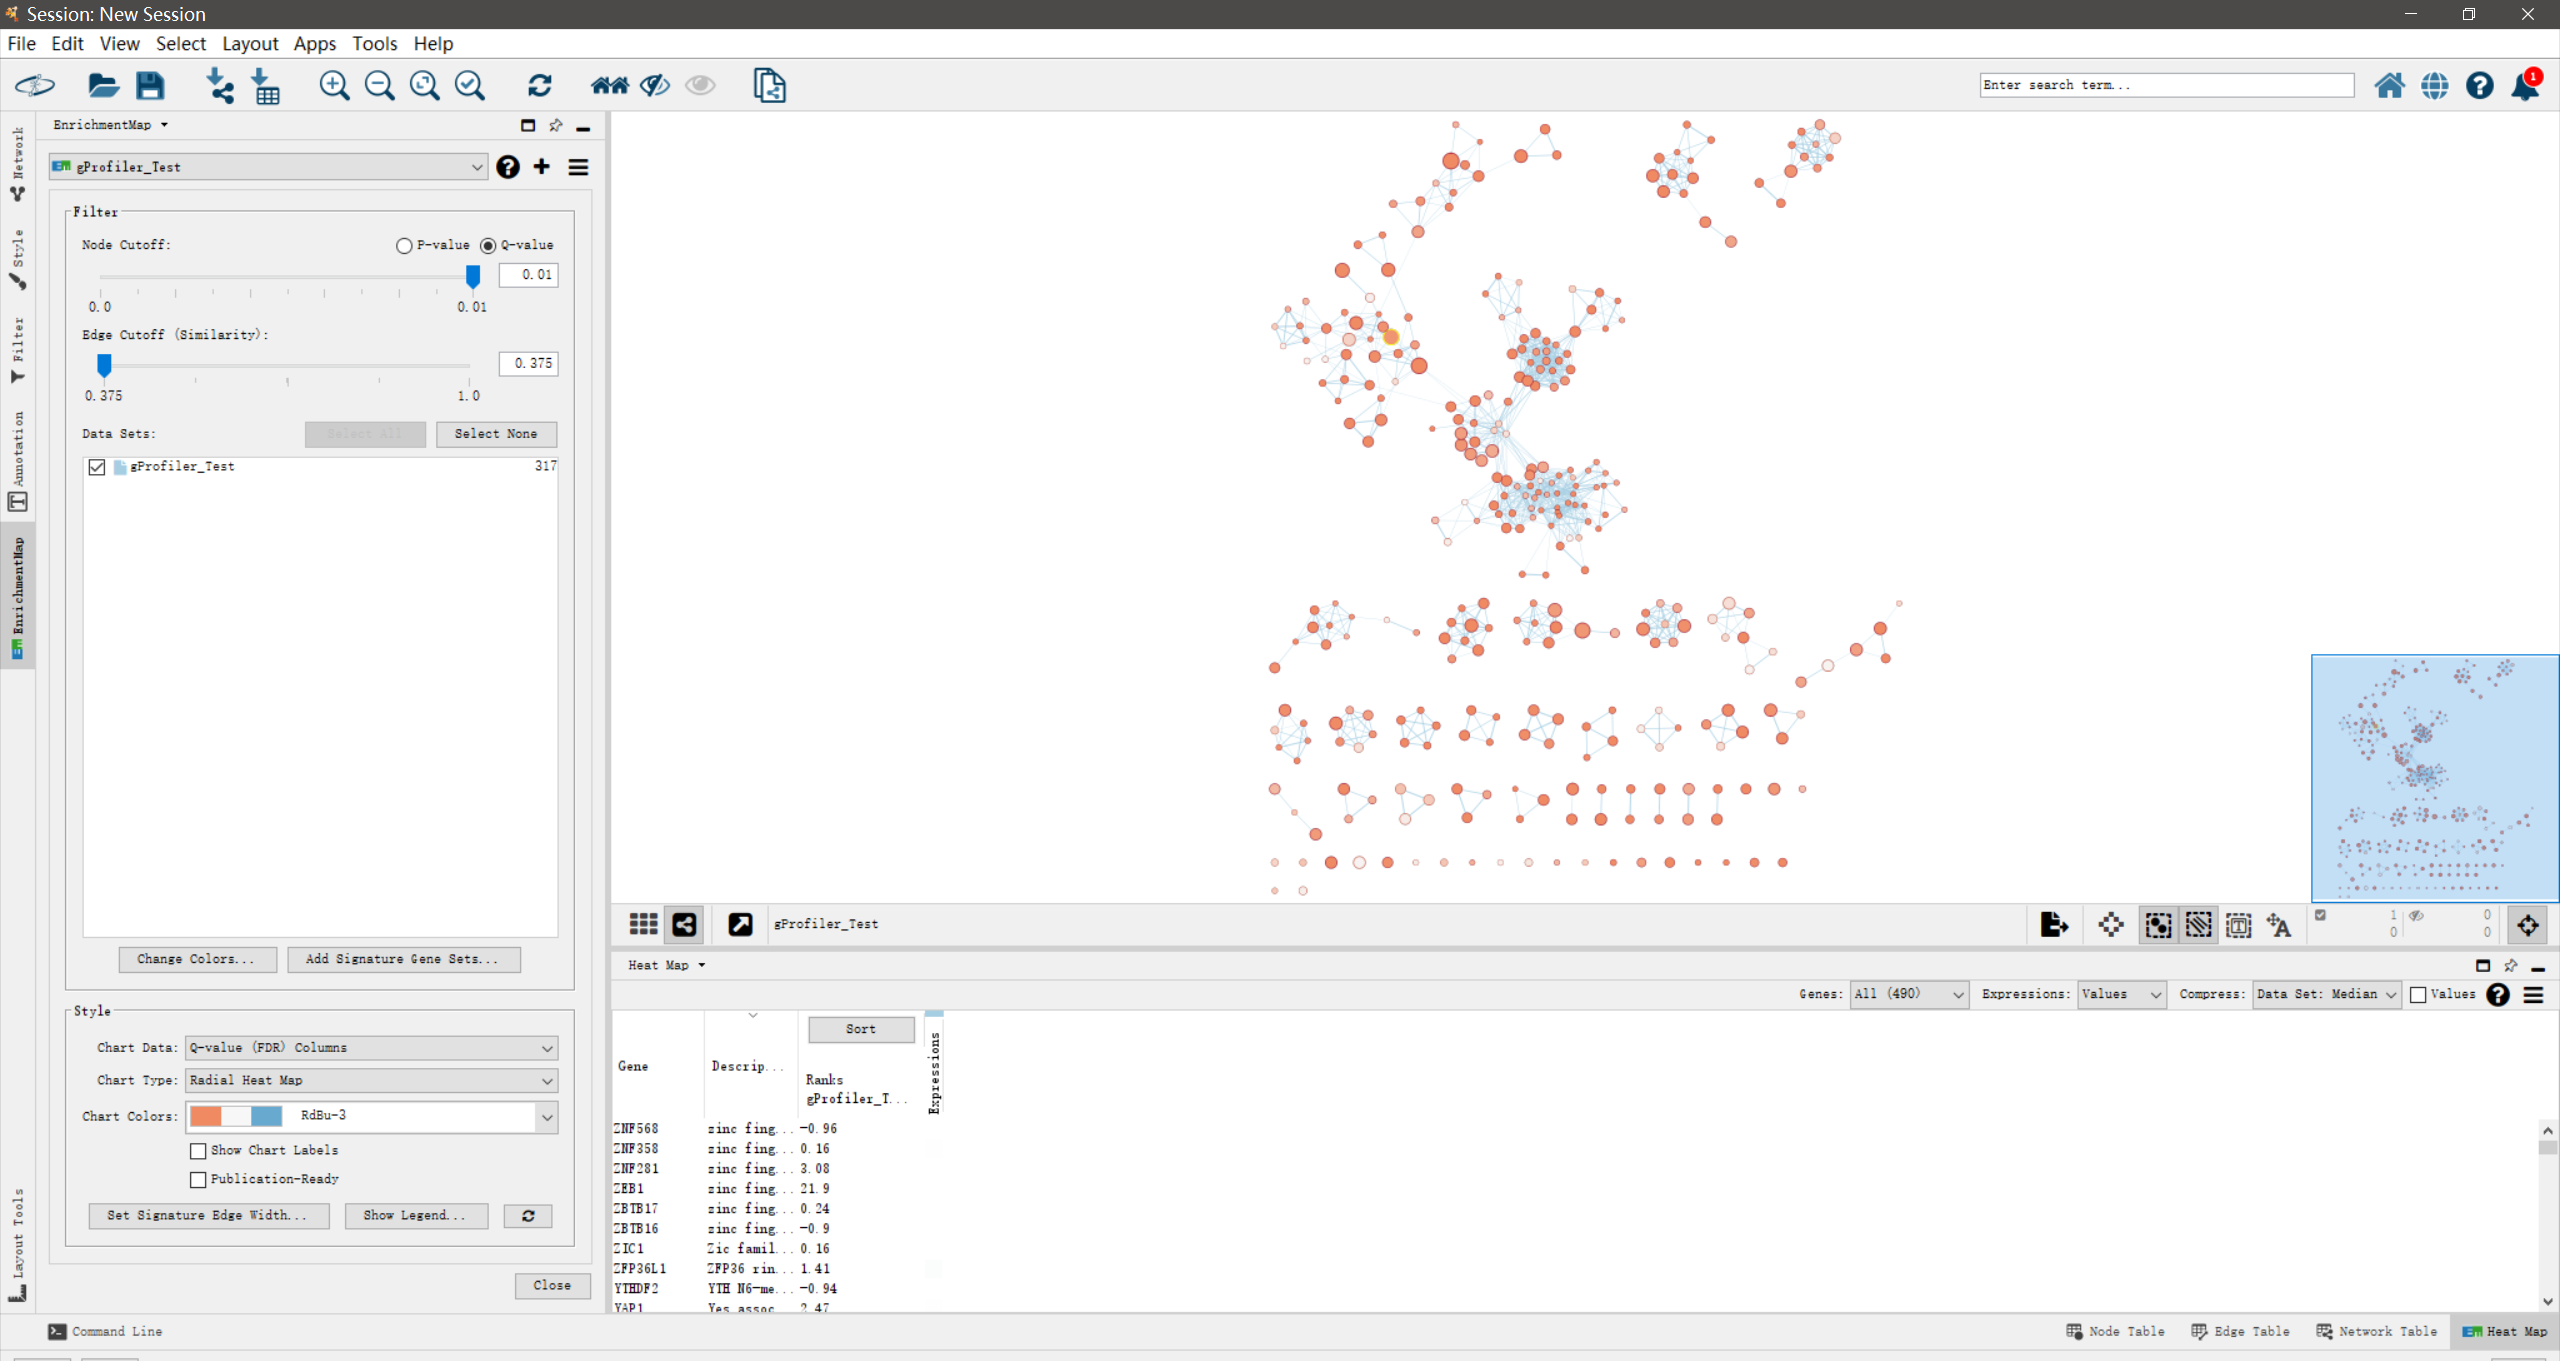 Session: New Session
File Edit View Select Layout Apps Tools Help
Enter search term...
1
Network
Style
Filter
Annotation
EnrichmentMap
Layout Tools
EnrichmentMap
gProfiler_Test
Filter
Node Cutoff: P-value Q-value
0.01
0.0 0.01
Edge Cutoff (Similarity):
0.375
0.375 1.0
Data Sets: Select All Select None
gProfiler_Test 317
Change Colors... Add Signature Gene Sets...
Style
Chart Data: Q-value (FDR) Columns
Chart Type: Radial Heat Map
Chart Colors: RdBu-3
Show Chart Labels
Publication-Ready
Set Signature Edge Width... Show Legend...
Close
gProfiler_Test
1 0
0 0
Heat Map
Genes: All (490) Expressions: Values Compress: Data Set: Median Values
Sort
Gene Descrip... Ranks
gProfiler_T...
Expressions
ZNF568 zinc fing... -0.96
ZNF358 zinc fing... 0.16
ZNF281 zinc fing... 3.08
ZEB1 zinc fing... 21.9
ZBTB17 zinc fing... 0.24
ZBTB16 zinc fing... -0.9
ZIC1 Zic famil... 0.16
ZFP36L1 ZFP36 rin... 1.41
YTHDF2 YTH N6-me... -0.94
YAP1 Yes assoc... 2.47
Command Line
Node Table Edge Table Network Table Heat Map